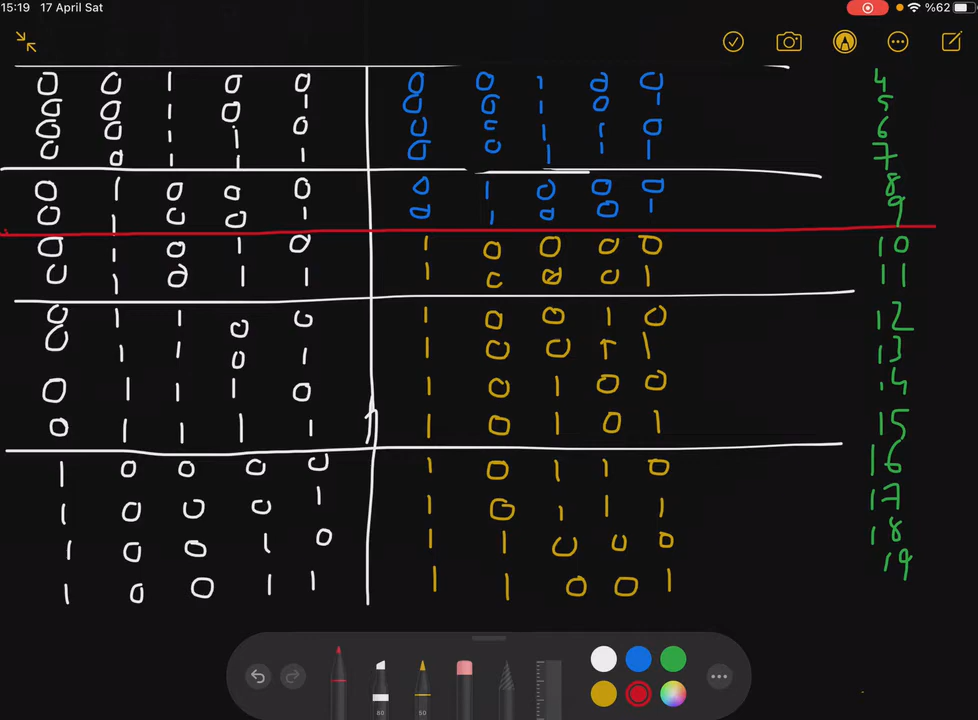 15:19 17 April Sat %62
0 0 1 0 0 0 0 1 0 0 4
0 0 1 0 1 0 0 1 0 1 5
0 0 1 1 0 0 0 1 1 0 6
0 0 1 1 1 0 0 1 1 1 7
0 1 0 0 0 0 1 0 0 0 8
0 1 0 0 1 0 1 0 0 1 9
0 1 0 1 0 1 0 0 0 0 10
0 1 0 1 1 1 0 0 0 1 11
0 1 1 0 0 1 0 0 1 0 12
0 1 1 0 1 1 0 0 1 1 13
0 1 1 1 0 1 0 1 0 0 14
0 1 1 1 1 1 0 1 0 1 15
1 0 0 0 0 1 0 1 1 0 16
1 0 0 0 1 1 0 1 1 1 17
1 0 0 1 0 1 1 0 0 0 18
1 0 0 1 1 1 1 0 0 1 19
80 50